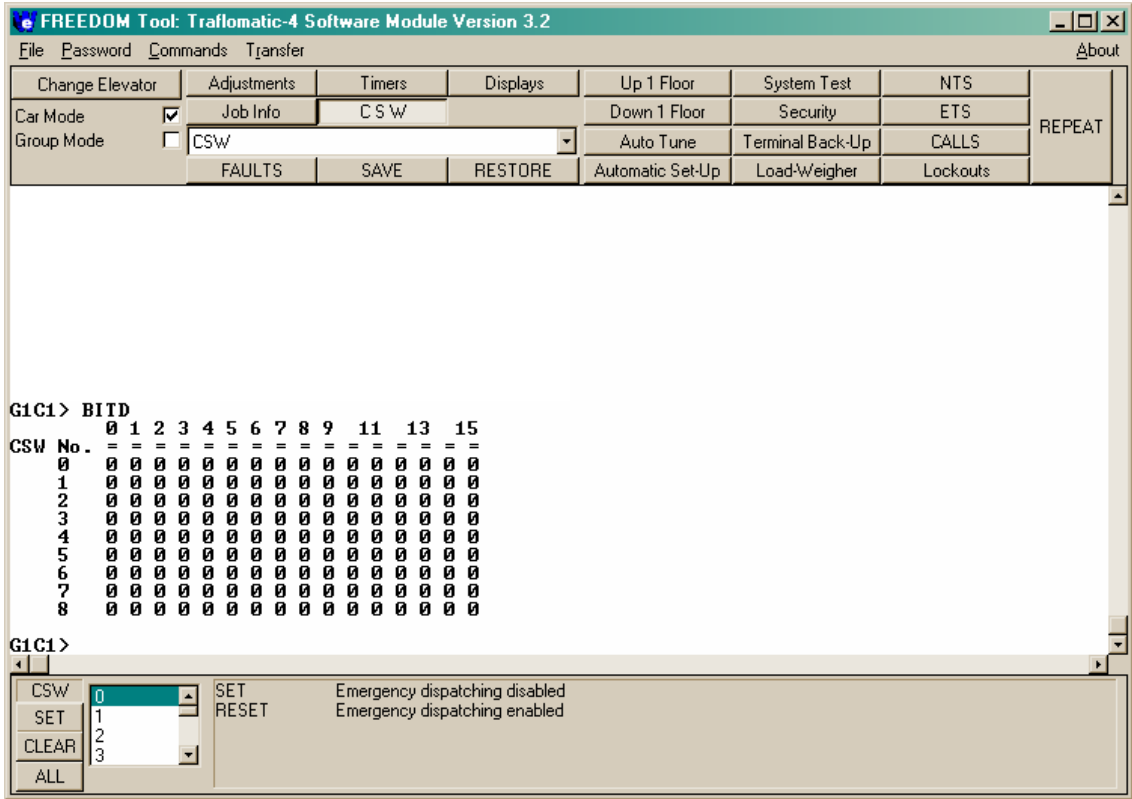 FREEDOM Tool: Traflomatic-4 Software Module Version 3.2
File Password Commands Transfer About
Change Elevator Adjustments Timers Displays Up 1 Floor System Test NTS
Car Mode Job Info C S W Down 1 Floor Security ETS REPEAT
Group Mode CSW Auto Tune Terminal Back-Up CALLS
FAULTS SAVE RESTORE Automatic Set-Up Load-Weigher Lockouts
G1C1> BITD
0 1 2 3 4 5 6 7 8 9 11 13 15
CSW No. = = = = = = = = = = = = = = = =
0 0 0 0 0 0 0 0 0 0 0 0 0 0 0 0 0
1 0 0 0 0 0 0 0 0 0 0 0 0 0 0 0 0
2 0 0 0 0 0 0 0 0 0 0 0 0 0 0 0 0
3 0 0 0 0 0 0 0 0 0 0 0 0 0 0 0 0
4 0 0 0 0 0 0 0 0 0 0 0 0 0 0 0 0
5 0 0 0 0 0 0 0 0 0 0 0 0 0 0 0 0
6 0 0 0 0 0 0 0 0 0 0 0 0 0 0 0 0
7 0 0 0 0 0 0 0 0 0 0 0 0 0 0 0 0
8 0 0 0 0 0 0 0 0 0 0 0 0 0 0 0 0
G1C1>
CSW 0 SET Emergency dispatching disabled
SET 1 RESET Emergency dispatching enabled
CLEAR 2
3
ALL